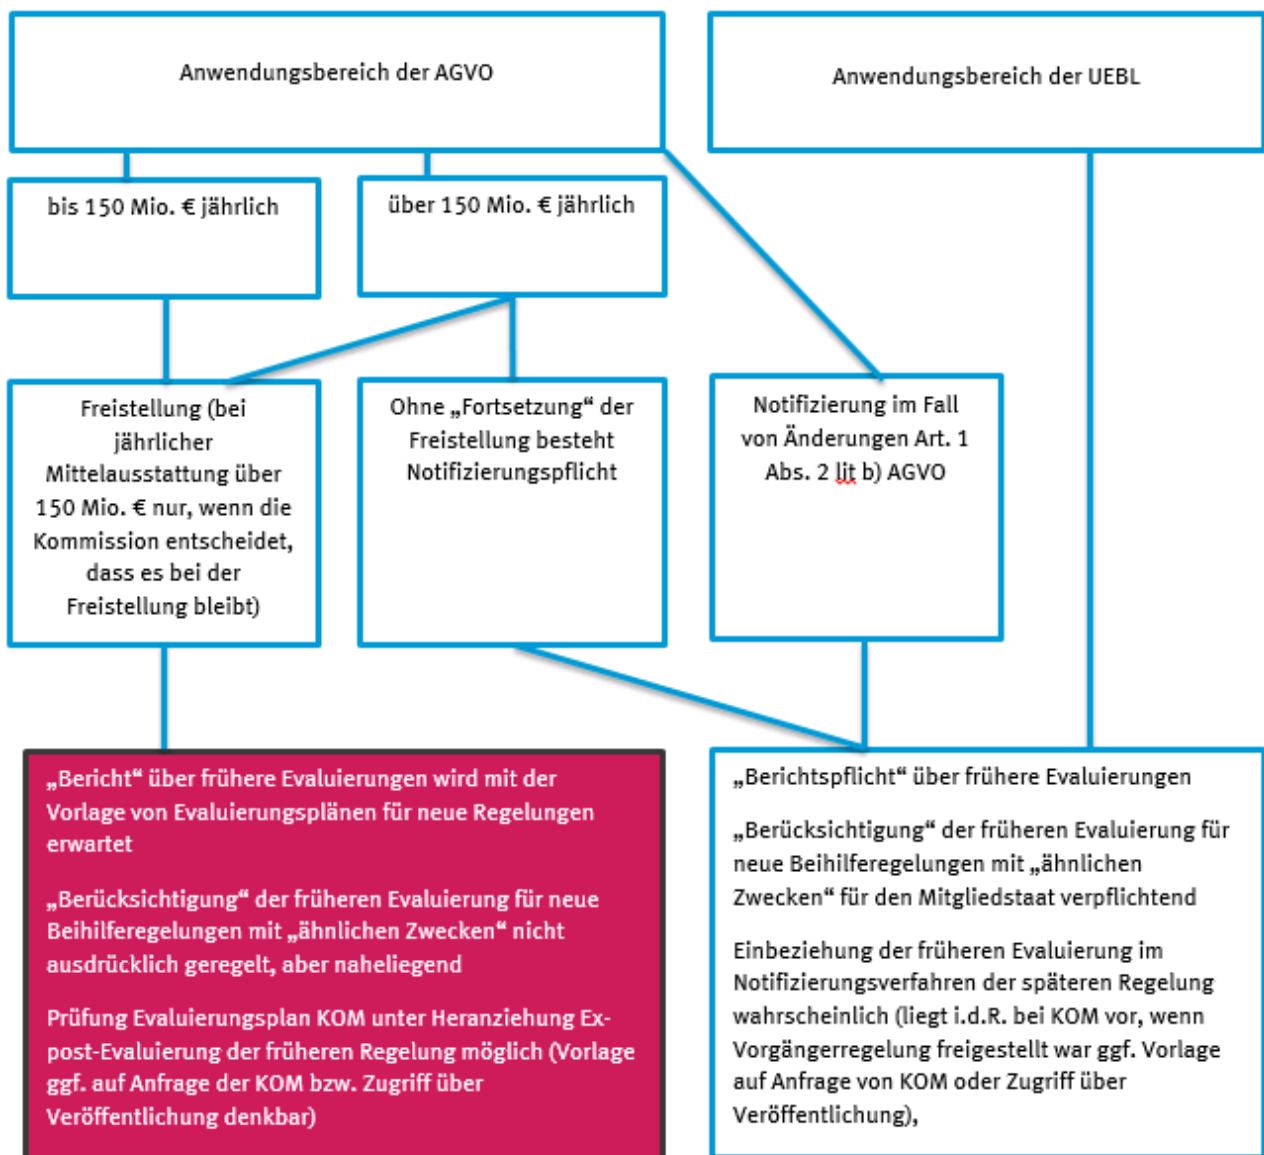 Anwendungsbereich der AGVO
Anwendungsbereich der UEBL
bis 150 Mio. € jährlich
über 150 Mio. € jährlich
Freistellung (bei
jährlicher
Mittelausstattung über
150 Mio. € nur, wenn die
Kommission entscheidet,
dass es bei der
Freistellung bleibt)
Ohne „Fortsetzung“ der
Freistellung besteht
Notifizierungspflicht
Notifizierung im Fall
von Änderungen Art. 1
Abs. 2 lit b) AGVO
„Bericht“ über frühere Evaluierungen wird mit der
Vorlage von Evaluierungsplänen für neue Regelungen
erwartet
„Berücksichtigung“ der früheren Evaluierung für neue
Beihilferegelungen mit „ähnlichen Zwecken“ nicht
ausdrücklich geregelt, aber naheliegend
Prüfung Evaluierungsplan KOM unter Heranziehung Ex-
post-Evaluierung der früheren Regelung möglich (Vorlage
ggf. auf Anfrage der KOM bzw. Zugriff über
Veröffentlichung denkbar)
„Berichtspflicht“ über frühere Evaluierungen
„Berücksichtigung“ der früheren Evaluierung für
neue Beihilferegelungen mit „ähnlichen
Zwecken“ für den Mitgliedstaat verpflichtend
Einbeziehung der früheren Evaluierung im
Notifizierungsverfahren der späteren Regelung
wahrscheinlich (liegt i.d.R. bei KOM vor, wenn
Vorgängerregelung freigestellt war ggf. Vorlage
auf Anfrage von KOM oder Zugriff über
Veröffentlichung),